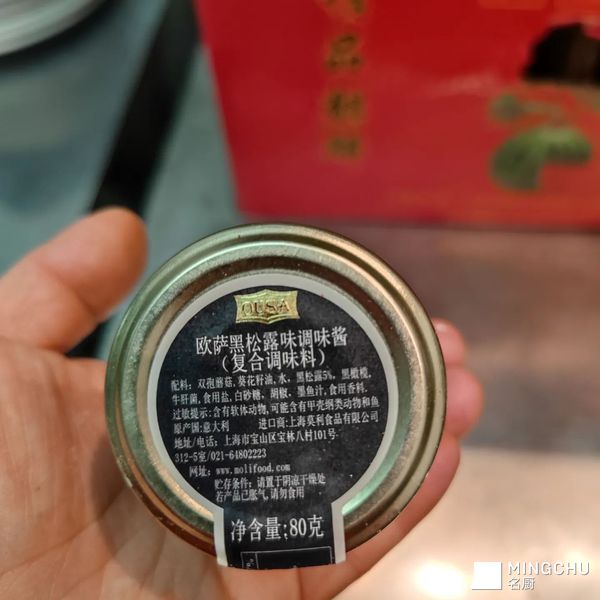 OUSA
欧萨黑松露味调味酱
(复合调味料)
配料: 双孢蘑菇, 葵花籽油, 水, 黑松露5%, 黑橄榄,
牛肝菌, 食用盐, 白砂糖, 胡椒, 墨鱼汁, 食用香料.
过敏提示: 含有软体动物, 可能含有甲壳纲类动物和鱼
原产国: 意大利 进口商: 上海莫利食品有限公司
地址/电话: 上海市宝山区宝林八村101号
312-5室/021-64802223
网址: www.molifood.com
贮存条件: 请置于阴凉干燥处
若产品已胀气, 请勿食用
净含量: 80克
MINGCHU
名厨